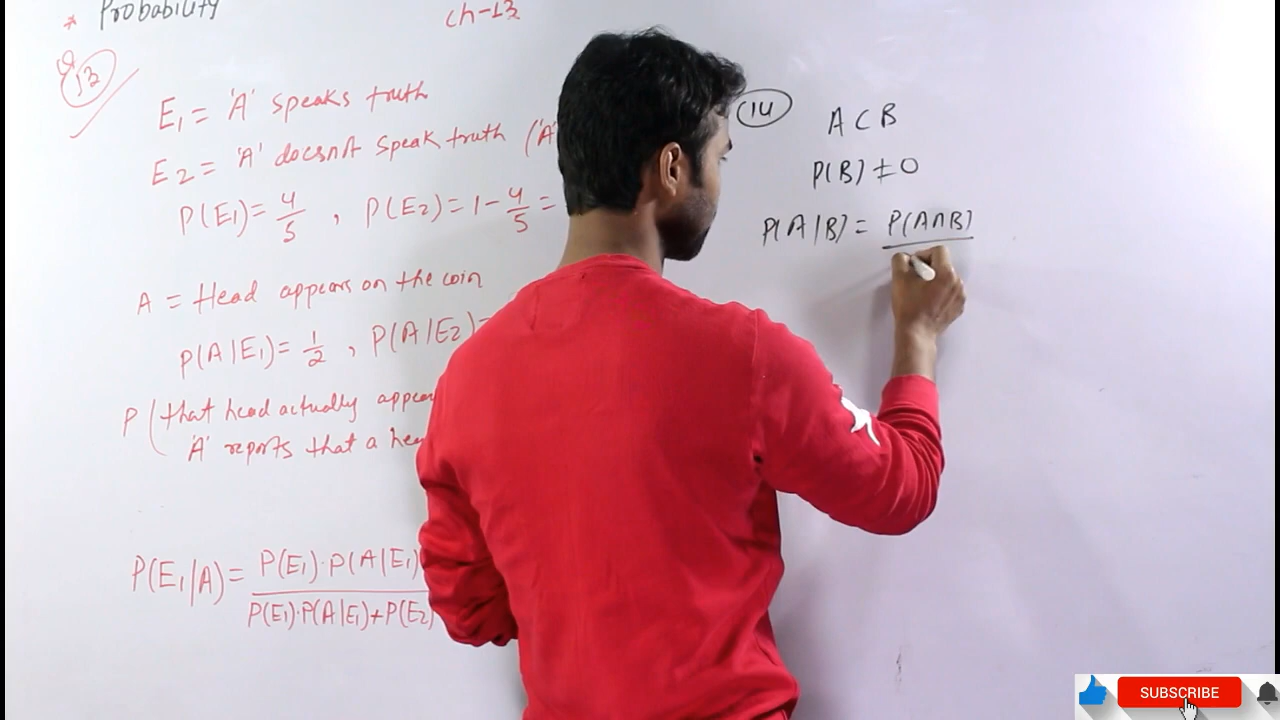 * Probability
ch-13
Q 13
E₁ = 'A' speaks truth
E₂ = 'A' doesn't speak truth ('A'
P(E₁) = 4/5 , P(E₂) = 1 - 4/5 =
A = Head appears on the coin
P(A|E₁) = 1/2 , P(A|E₂) =
P (that head actually appear
'A' reports that a hea
P(E₁|A) = P(E₁)·P(A|E₁)
P(E₁)·P(A|E₁)+P(E₂)
14
A ⊂ B
P(B) ≠ 0
P(A|B) = P(A∩B)
SUBSCRIBE